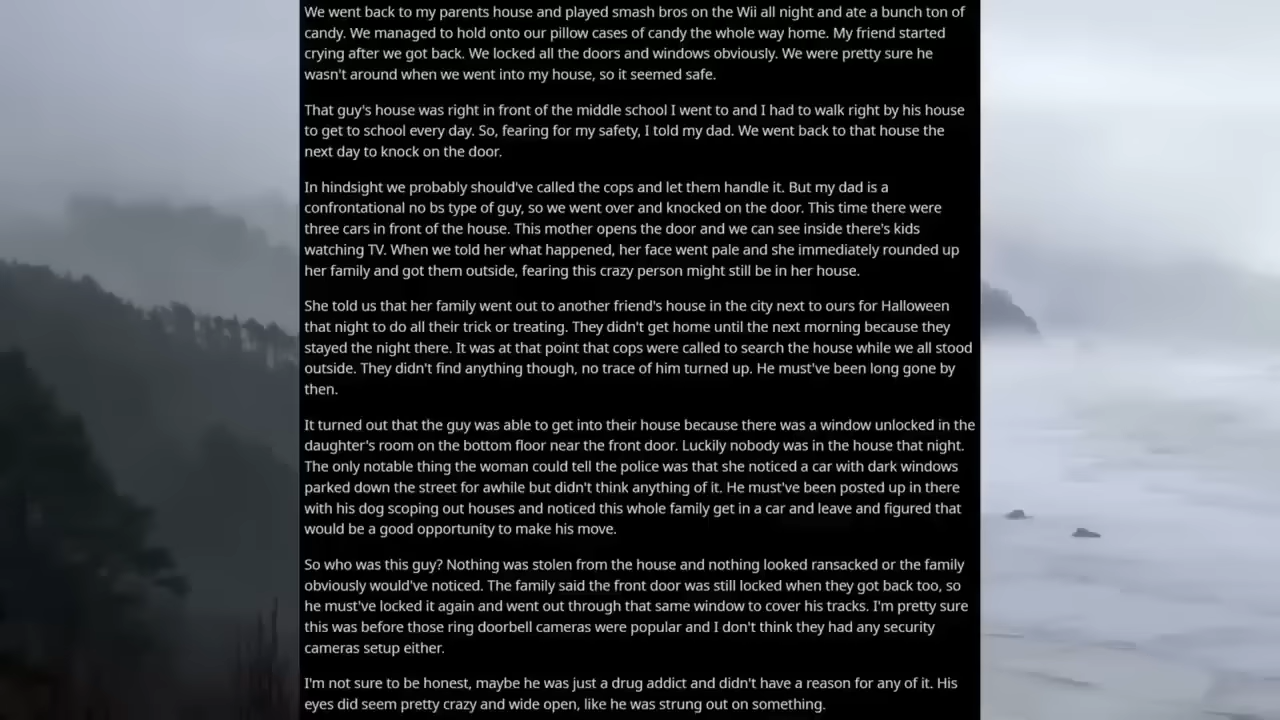 We went back to my parents house and played smash bros on the Wii all night and ate a bunch ton of
candy. We managed to hold onto our pillow cases of candy the whole way home. My friend started
crying after we got back. We locked all the doors and windows obviously. We were pretty sure he
wasn't around when we went into my house, so it seemed safe.
That guy's house was right in front of the middle school I went to and I had to walk right by his house
to get to school every day. So, fearing for my safety, I told my dad. We went back to that house the
next day to knock on the door.
In hindsight we probably should've called the cops and let them handle it. But my dad is a
confrontational no bs type of guy, so we went over and knocked on the door. This time there were
three cars in front of the house. This mother opens the door and we can see inside there's kids
watching TV. When we told her what happened, her face went pale and she immediately rounded up
her family and got them outside, fearing this crazy person might still be in her house.
She told us that her family went out to another friend's house in the city next to ours for Halloween
that night to do all their trick or treating. They didn't get home until the next morning because they
stayed the night there. It was at that point that cops were called to search the house while we all stood
outside. They didn't find anything though, no trace of him turned up. He must've been long gone by
then.
It turned out that the guy was able to get into their house because there was a window unlocked in the
daughter's room on the bottom floor near the front door. Luckily nobody was in the house that night.
The only notable thing the woman could tell the police was that she noticed a car with dark windows
parked down the street for awhile but didn't think anything of it. He must've been posted up in there
with his dog scoping out houses and noticed this whole family get in a car and leave and figured that
would be a good opportunity to make his move.
So who was this guy? Nothing was stolen from the house and nothing looked ransacked or the family
obviously would've noticed. The family said the front door was still locked when they got back too, so
he must've locked it again and went out through that same window to cover his tracks. I'm pretty sure
this was before those ring doorbell cameras were popular and I don't think they had any security
cameras setup either.
I'm not sure to be honest, maybe he was just a drug addict and didn't have a reason for any of it. His
eyes did seem pretty crazy and wide open, like he was strung out on something.